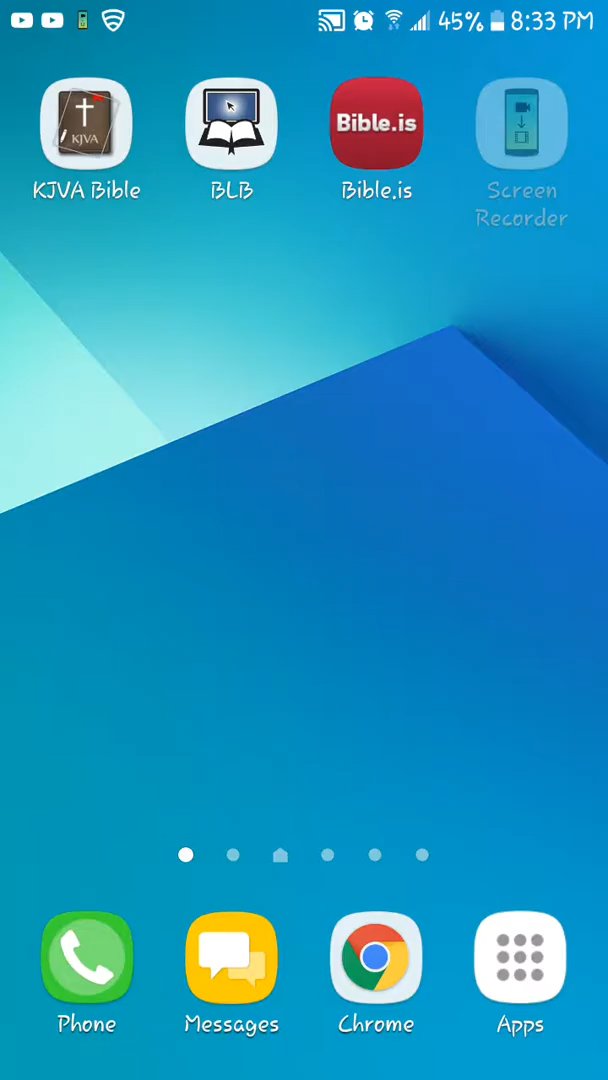 45% 8:33 PM
KJVA
Bible.is
KJVA Bible
BLB
Bible.is
Screen
Recorder
Phone
Messages
Chrome
Apps